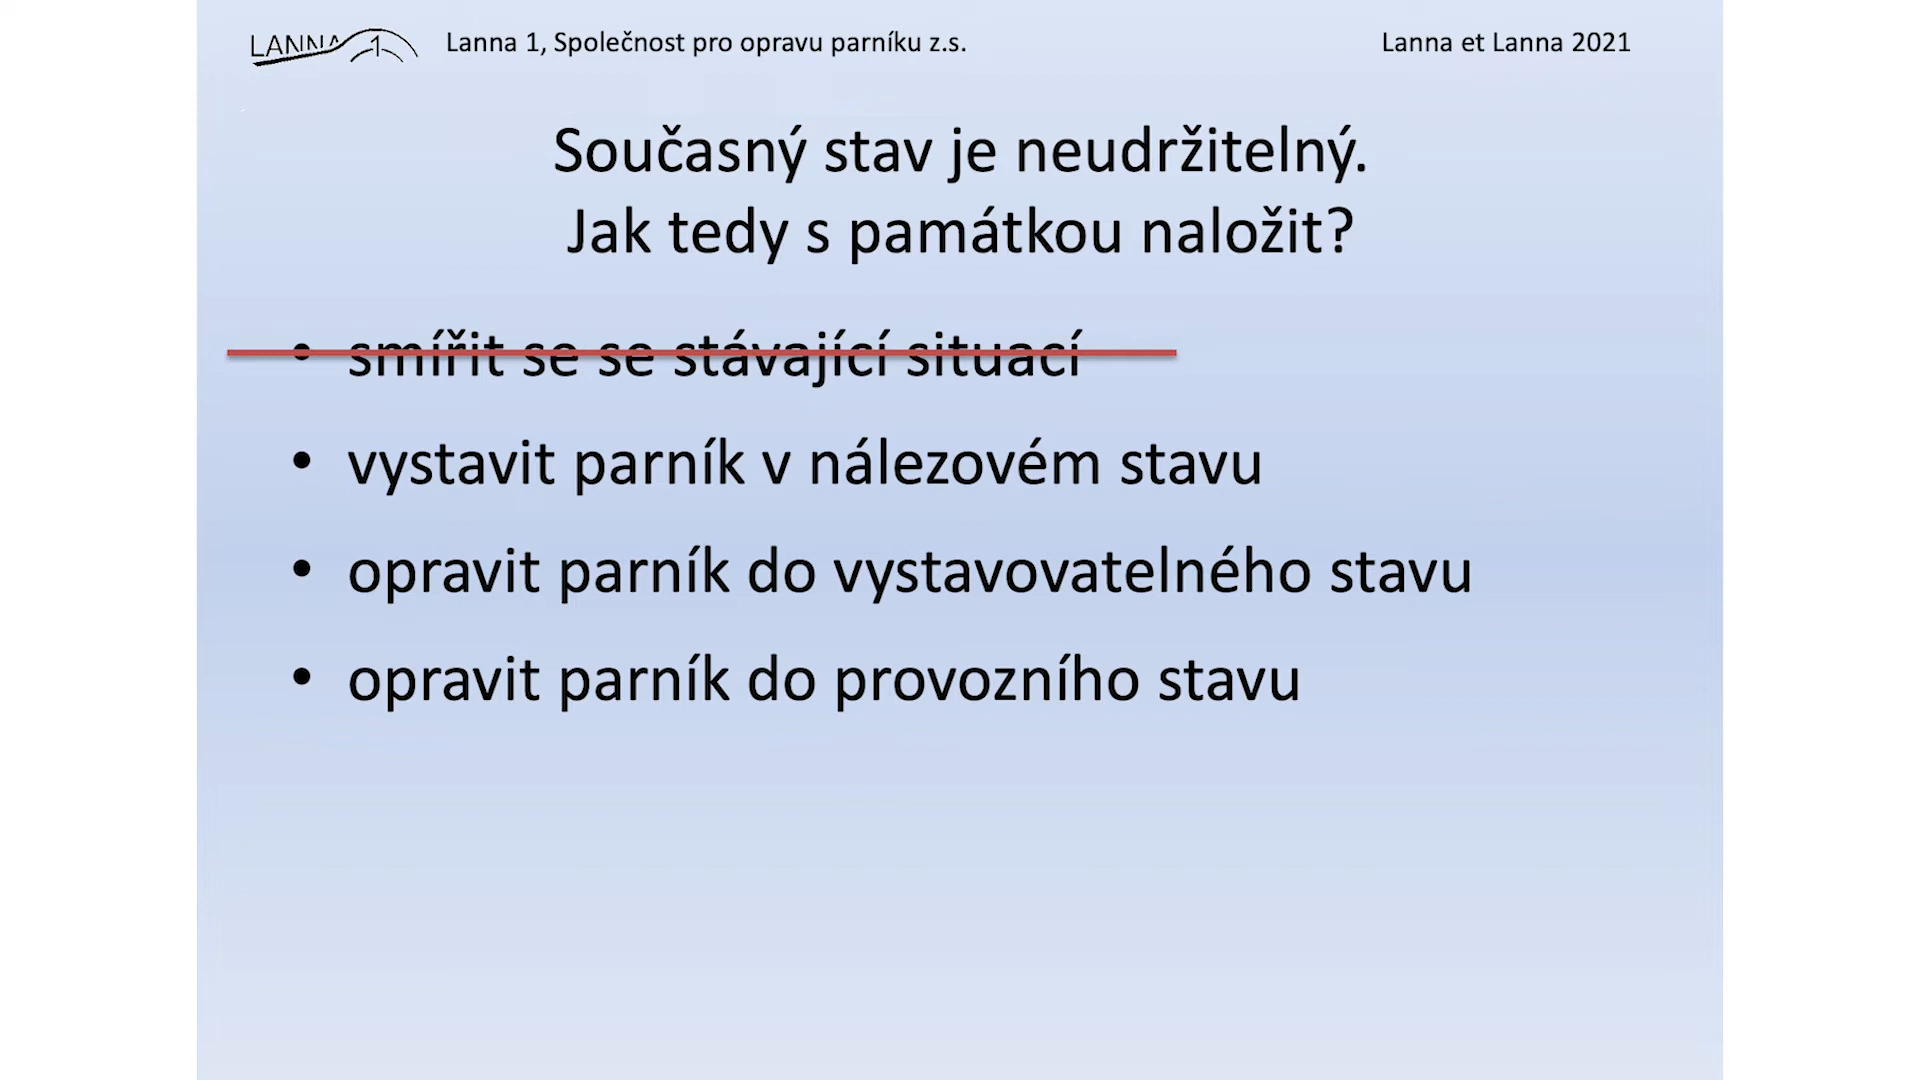 LANNA 1
Lanna 1, Společnost pro opravu parníku z.s.
Lanna et Lanna 2021
Současný stav je neudržitelný.
Jak tedy s památkou naložit?
• smířit se se stávající situací
• vystavit parník v nálezovém stavu
• opravit parník do vystavovatelného stavu
• opravit parník do provozního stavu